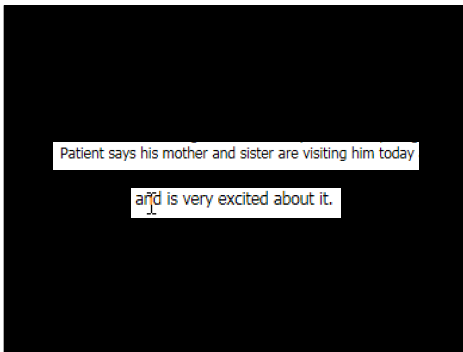 Patient says his mother and sister are visiting him today
and is very excited about it.